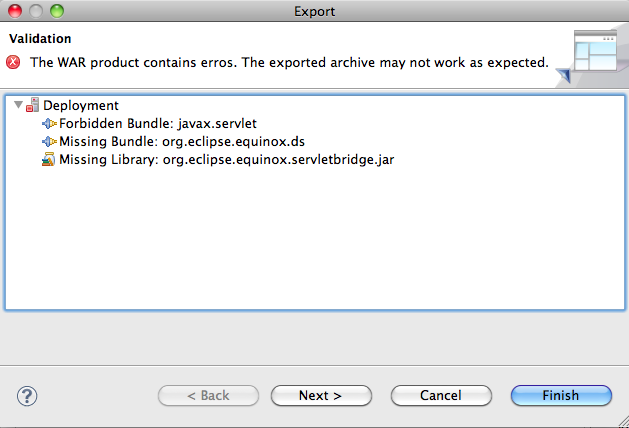 Export
Validation
The WAR product contains erros. The exported archive may not work as expected.
Deployment
Forbidden Bundle: javax.servlet
Missing Bundle: org.eclipse.equinox.ds
Missing Library: org.eclipse.equinox.servletbridge.jar
?
< Back
Next >
Cancel
Finish